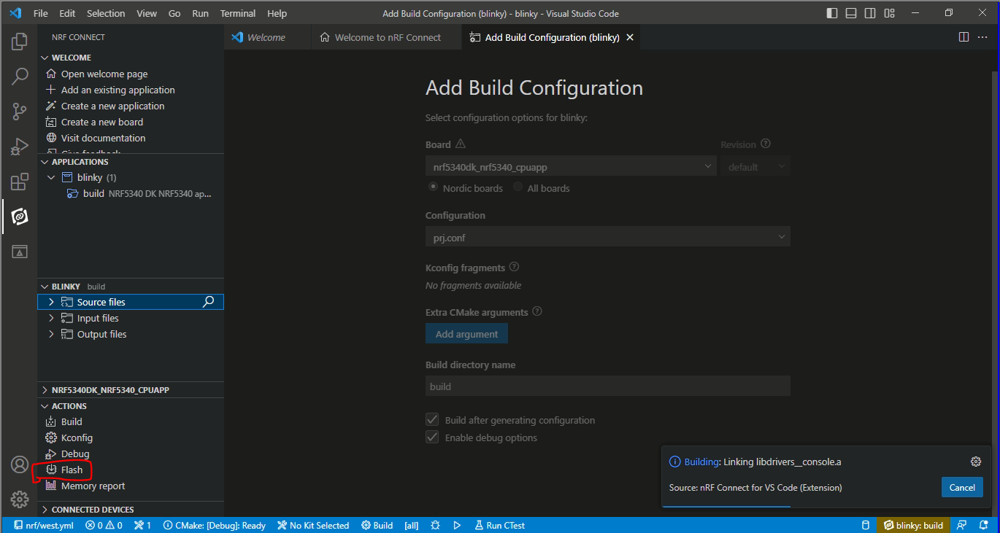 File Edit Selection View Go Run Terminal Help
Add Build Configuration (blinky) - blinky - Visual Studio Code
NRF CONNECT
WELCOME
Open welcome page
Add an existing application
Create a new application
Create a new board
Visit documentation
Give feedback
APPLICATIONS
blinky (1)
build NRF5340 DK NRF5340 ap...
BLINKY build
Source files
Input files
Output files
NRF5340DK_NRF5340_CPUAPP
ACTIONS
Build
Kconfig
Debug
Flash
Memory report
CONNECTED DEVICES
Welcome
Welcome to nRF Connect
Add Build Configuration (blinky)
Add Build Configuration
Select configuration options for blinky:
Board
Revision
nrf5340dk_nrf5340_cpuapp
default
Nordic boards All boards
Configuration
prj.conf
Kconfig fragments
No fragments available
Extra CMake arguments
Add argument
Build directory name
build
Build after generating configuration
Enable debug options
Building: Linking libdrivers__console.a
Source: nRF Connect for VS Code (Extension)
Cancel
nrf/west.yml 0 0 1 CMake: [Debug]: Ready No Kit Selected Build [all] Run CTest blinky: build